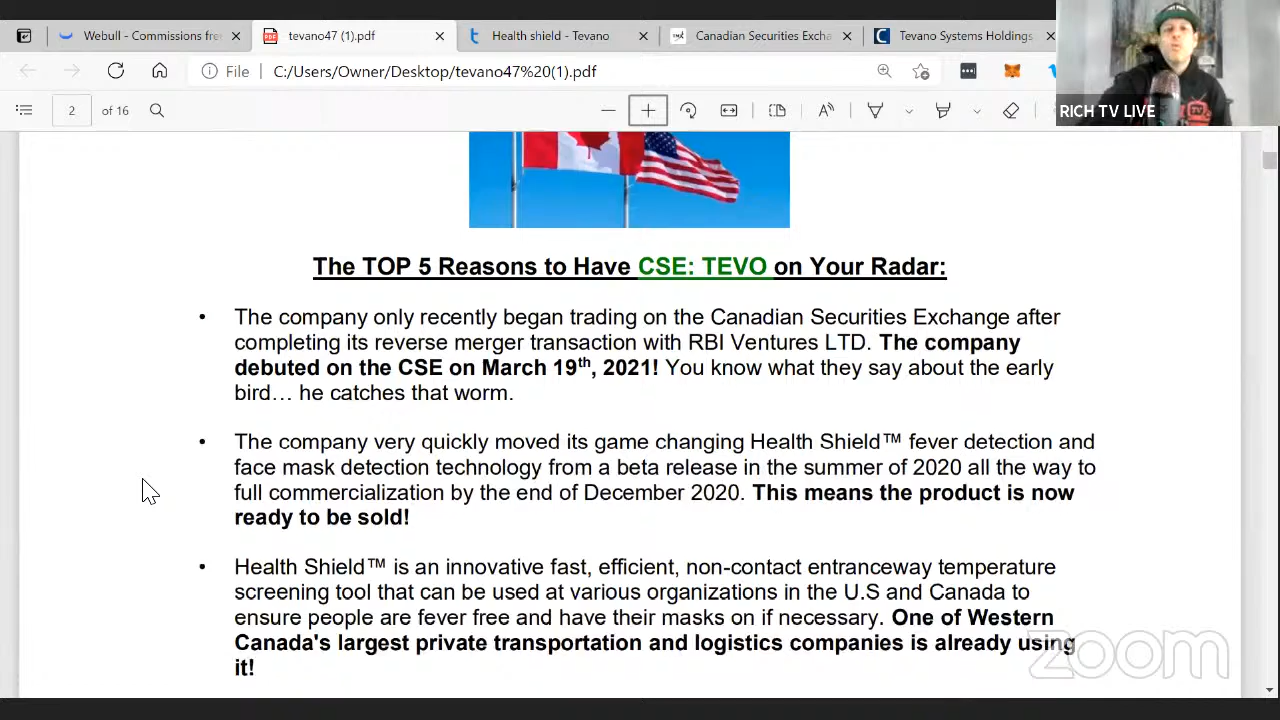 Webull - Commissions free
tevano47 (1).pdf
Health shield - Tevano
Canadian Securities Excha
Tevano Systems Holdings
File
C:/Users/Owner/Desktop/tevano47%20(1).pdf
2 of 16
RICH TV LIVE
The TOP 5 Reasons to Have CSE: TEVO on Your Radar:
• The company only recently began trading on the Canadian Securities Exchange after
completing its reverse merger transaction with RBI Ventures LTD. The company
debuted on the CSE on March 19th, 2021! You know what they say about the early
bird… he catches that worm.
• The company very quickly moved its game changing Health Shield™ fever detection and
face mask detection technology from a beta release in the summer of 2020 all the way to
full commercialization by the end of December 2020. This means the product is now
ready to be sold!
• Health Shield™ is an innovative fast, efficient, non-contact entranceway temperature
screening tool that can be used at various organizations in the U.S and Canada to
ensure people are fever free and have their masks on if necessary. One of Western
Canada's largest private transportation and logistics companies is already using
it!
zoom